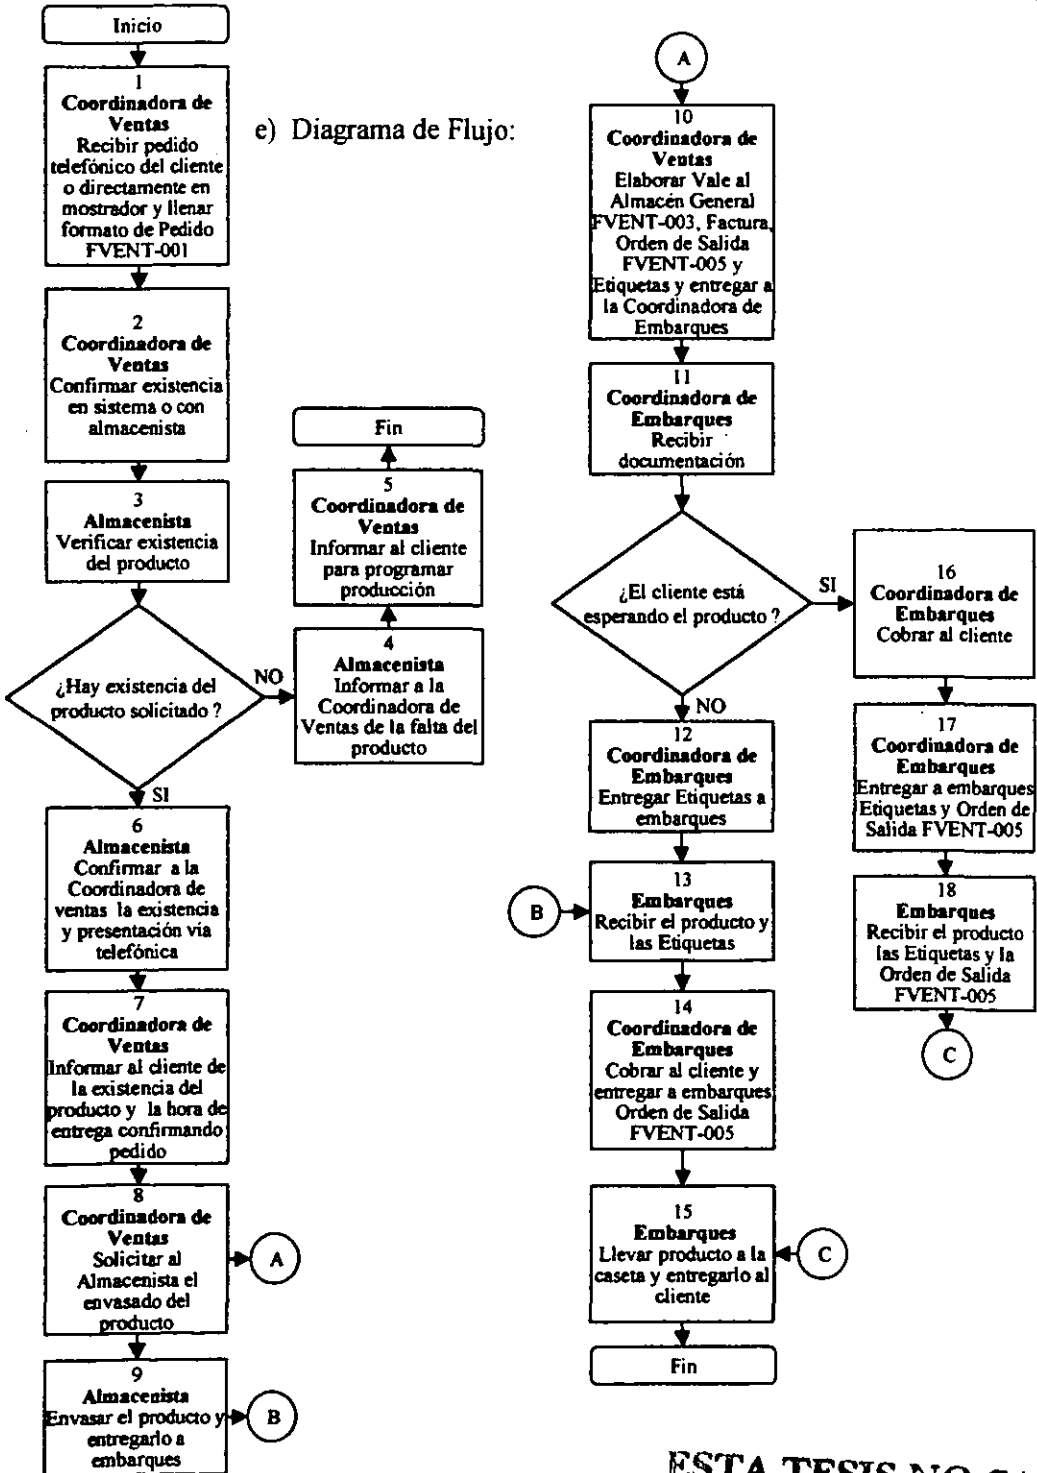 Inicio
1
Coordinadora de
Ventas
Recibir pedido
telefónico del cliente
o directamente en
mostrador y llenar
formato de Pedido
FVENT-001
e) Diagrama de Flujo:
2
Coordinadora de
Ventas
Confirmar existencia
en sistema o con
almacenista
3
Almacenista
Verificar existencia
del producto
¿Hay existencia del
producto solicitado ?
NO
SI
Fin
5
Coordinadora de
Ventas
Informar al cliente
para programar
producción
4
Almacenista
Informar a la
Coordinadora de
Ventas de la falta del
producto
6
Almacenista
Confirmar a la
Coordinadora de
ventas la existencia
y presentación vía
telefónica
7
Coordinadora de
Ventas
Informar al cliente de
la existencia del
producto y la hora de
entrega confirmando
pedido
8
Coordinadora de
Ventas
Solicitar al
Almacenista el
envasado del
producto
A
9
Almacenista
Envasar el producto y
entregarlo a
embarques
B
A
10
Coordinadora de
Ventas
Elaborar Vale al
Almacén General
FVENT-003, Factura,
Orden de Salida
FVENT-005 y
Etiquetas y entregar a
la Coordinadora de
Embarques
11
Coordinadora de
Embarques
Recibir
documentación
¿El cliente está
esperando el producto ?
SI
NO
12
Coordinadora de
Embarques
Entregar Etiquetas a
embarques
B
13
Embarques
Recibir el producto y
las Etiquetas
14
Coordinadora de
Embarques
Cobrar al cliente y
entregar a embarques
Orden de Salida
FVENT-005
15
Embarques
Llevar producto a la
caseta y entregarlo al
cliente
C
Fin
16
Coordinadora de
Embarques
Cobrar al cliente
17
Coordinadora de
Embarques
Entregar a embarques
Etiquetas y Orden de
Salida FVENT-005
18
Embarques
Recibir el producto
las Etiquetas y la
Orden de Salida
FVENT-005
C
ESTA TESIS NO